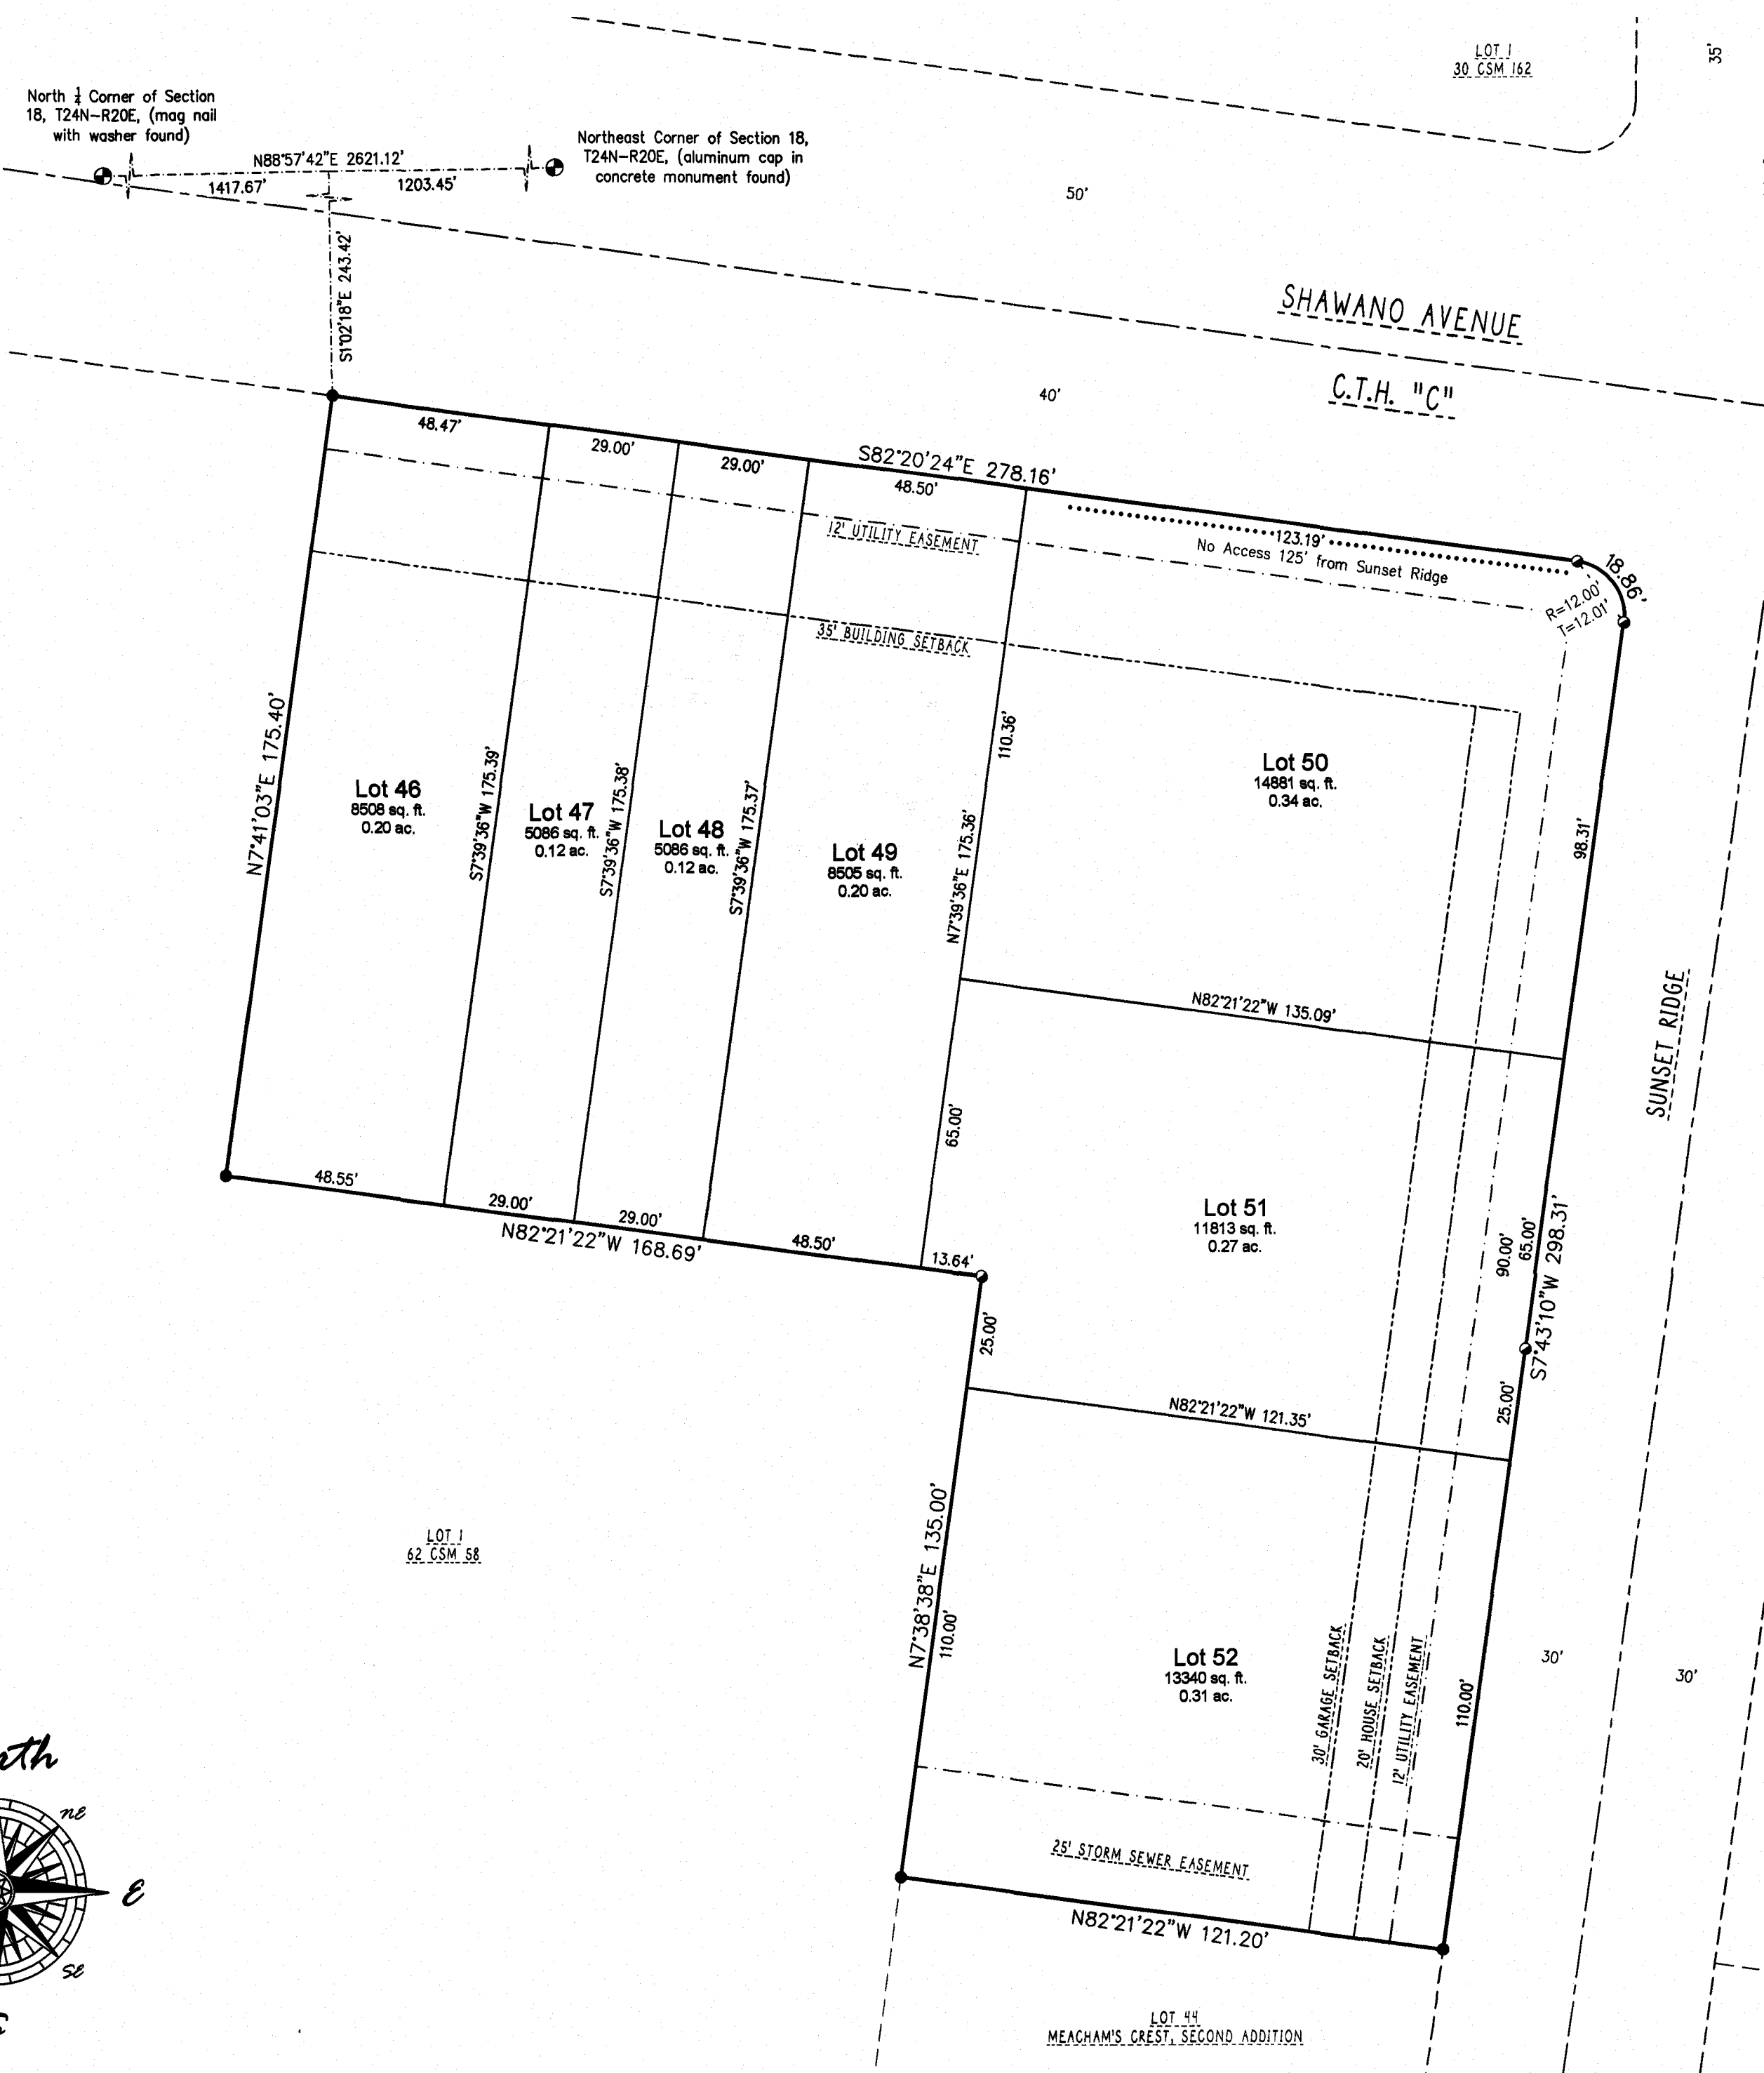 LOT 1
30 CSM 162
35'
North ¼ Corner of Section
18, T24N-R20E, (mag nail
with washer found)
Northeast Corner of Section 18,
T24N-R20E, (aluminum cap in
concrete monument found)
N88°57'42"E 2621.12'
1417.67'
1203.45'
50'
S1°02'18"E 243.42'
SHAWANO AVENUE
C.T.H. "C"
40'
48.47'
29.00'
29.00'
S82°20'24"E 278.16'
48.50'
12' UTILITY EASEMENT
123.19'
No Access 125' from Sunset Ridge
18.86'
R=12.00'
T=12.01'
35' BUILDING SETBACK
N7°41'03"E 175.40'
Lot 46
8508 sq. ft.
0.20 ac.
S7°39'36"W 175.39'
Lot 47
5086 sq. ft.
0.12 ac.
S7°39'36"W 175.38'
Lot 48
5086 sq. ft.
0.12 ac.
S7°39'36"W 175.37'
Lot 49
8505 sq. ft.
0.20 ac.
110.36'
N7°39'36"E 175.36'
Lot 50
14881 sq. ft.
0.34 ac.
98.31'
N82°21'22"W 135.09'
SUNSET RIDGE
65.00'
48.55'
29.00'
29.00'
48.50'
13.64'
N82°21'22"W 168.69'
Lot 51
11813 sq. ft.
0.27 ac.
90.00'
65.00'
S7°43'10"W 298.31'
25.00'
25.00'
N82°21'22"W 121.35'
LOT 1
62 CSM 58
N7°38'38"E 135.00'
110.00'
Lot 52
13340 sq. ft.
0.31 ac.
30' GARAGE SETBACK
20' HOUSE SETBACK
12' UTILITY EASEMENT
110.00'
30'
30'
25' STORM SEWER EASEMENT
N82°21'22"W 121.20'
ne
E
se
LOT 44
MEACHAM'S CREST, SECOND ADDITION